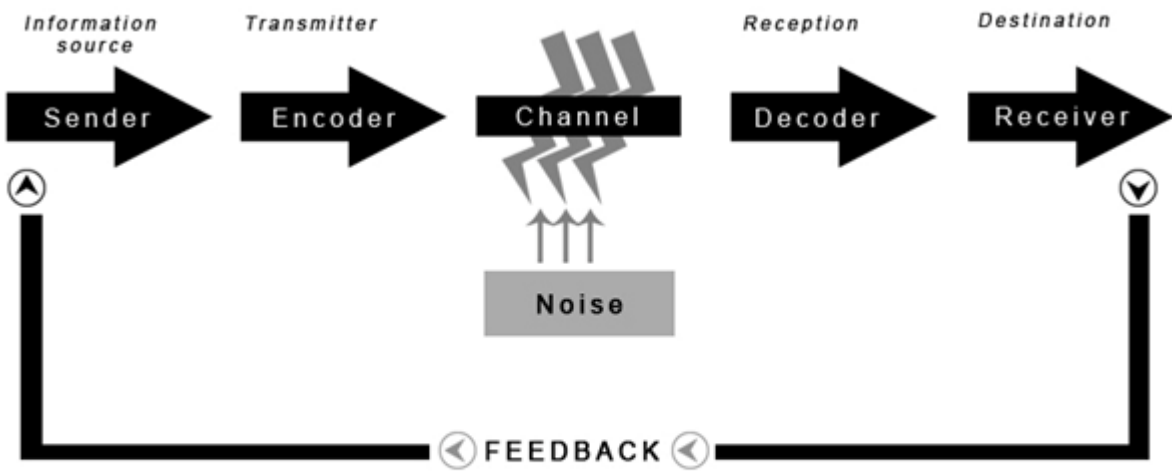 Information
source
Transmitter
Reception
Destination
Sender
Encoder
Channel
Decoder
Receiver
Noise
FEEDBACK